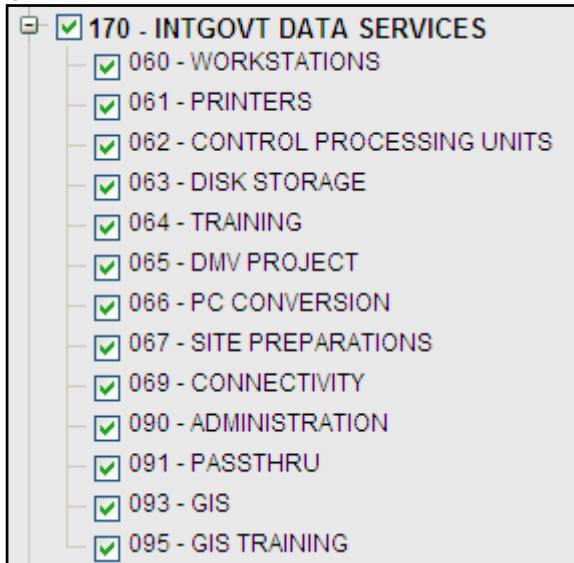 170 - INTGOVT DATA SERVICES
060 - WORKSTATIONS
061 - PRINTERS
062 - CONTROL PROCESSING UNITS
063 - DISK STORAGE
064 - TRAINING
065 - DMV PROJECT
066 - PC CONVERSION
067 - SITE PREPARATIONS
069 - CONNECTIVITY
090 - ADMINISTRATION
091 - PASSTHRU
093 - GIS
095 - GIS TRAINING